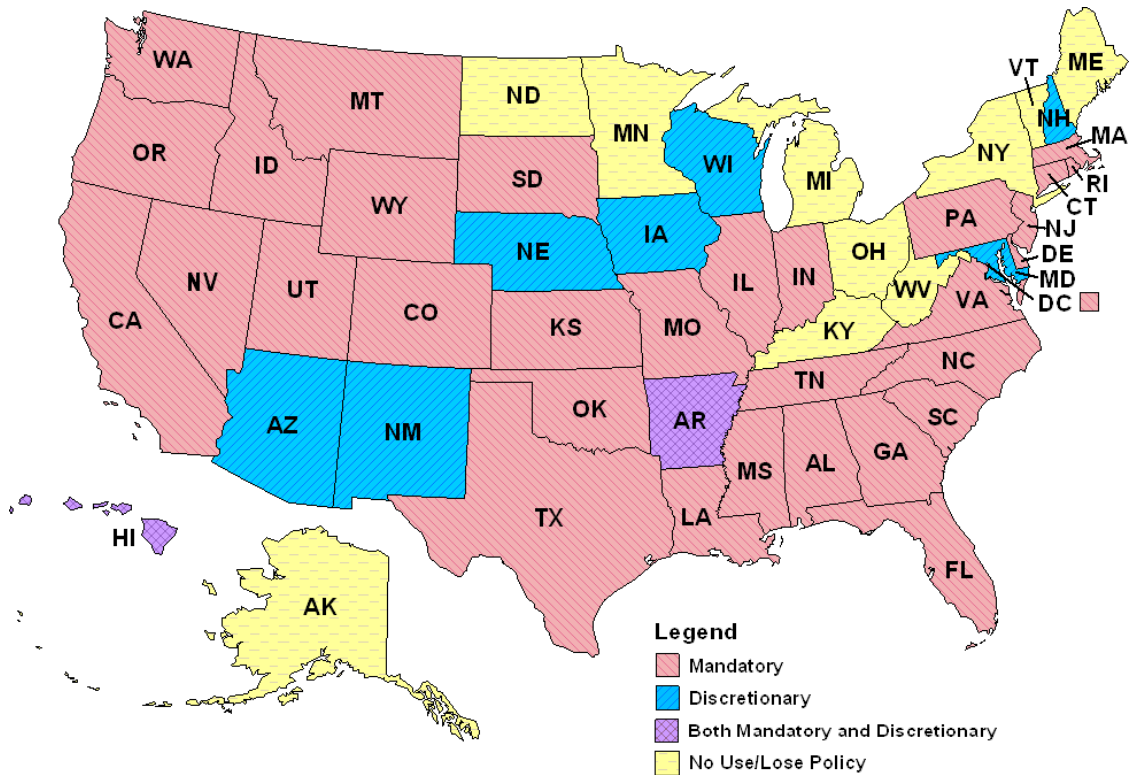 WA
MT
ND
MN
VT
ME
NH
MA
OR
ID
SD
WI
MI
NY
RI
CT
WY
NE
IA
PA
NJ
OH
DE
MD
DC
NV
UT
CO
IL
IN
WV
VA
CA
KS
MO
KY
NC
TN
AZ
NM
OK
AR
SC
MS
AL
GA
TX
LA
HI
FL
AK
Legend
Mandatory
Discretionary
Both Mandatory and Discretionary
No Use/Lose Policy